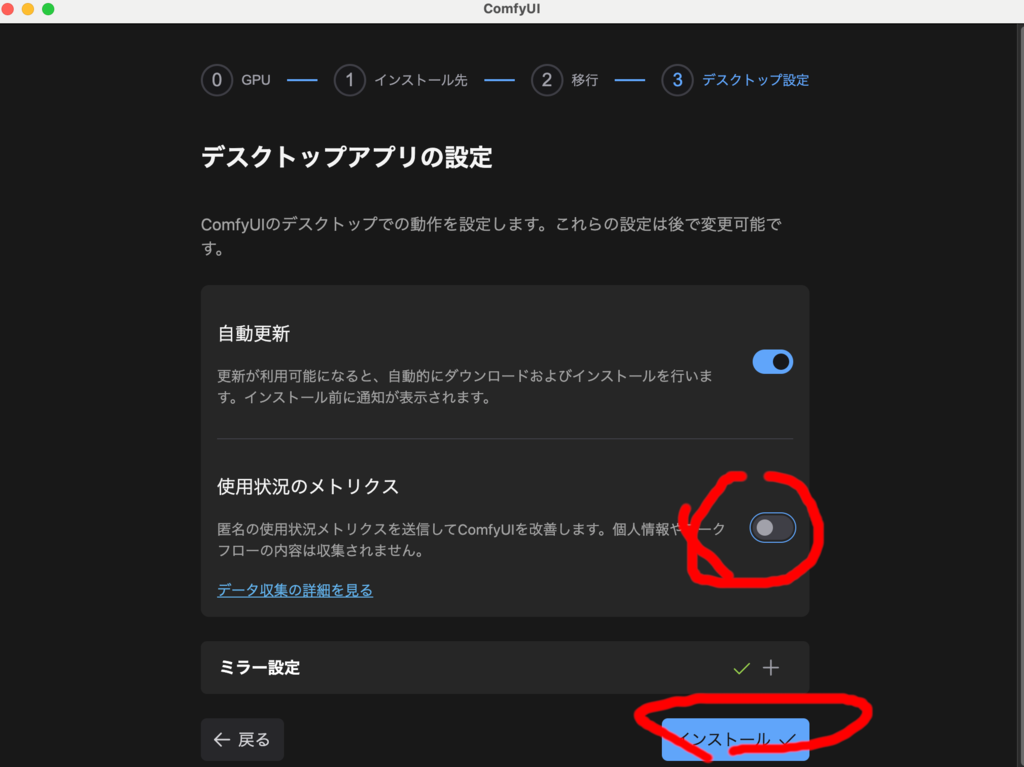 ComfyUI
0 GPU 1 インストール先 2 移行 3 デスクトップ設定
デスクトップアプリの設定
ComfyUIのデスクトップでの動作を設定します。これらの設定は後で変更可能で
す。
自動更新
更新が利用可能になると、自動的にダウンロードおよびインストールを行いま
す。インストール前に通知が表示されます。
使用状況のメトリクス
匿名の使用状況メトリクスを送信してComfyUIを改善します。個人情報やワーク
フローの内容は収集されません。
データ収集の詳細を見る
ミラー設定
戻る
インストール